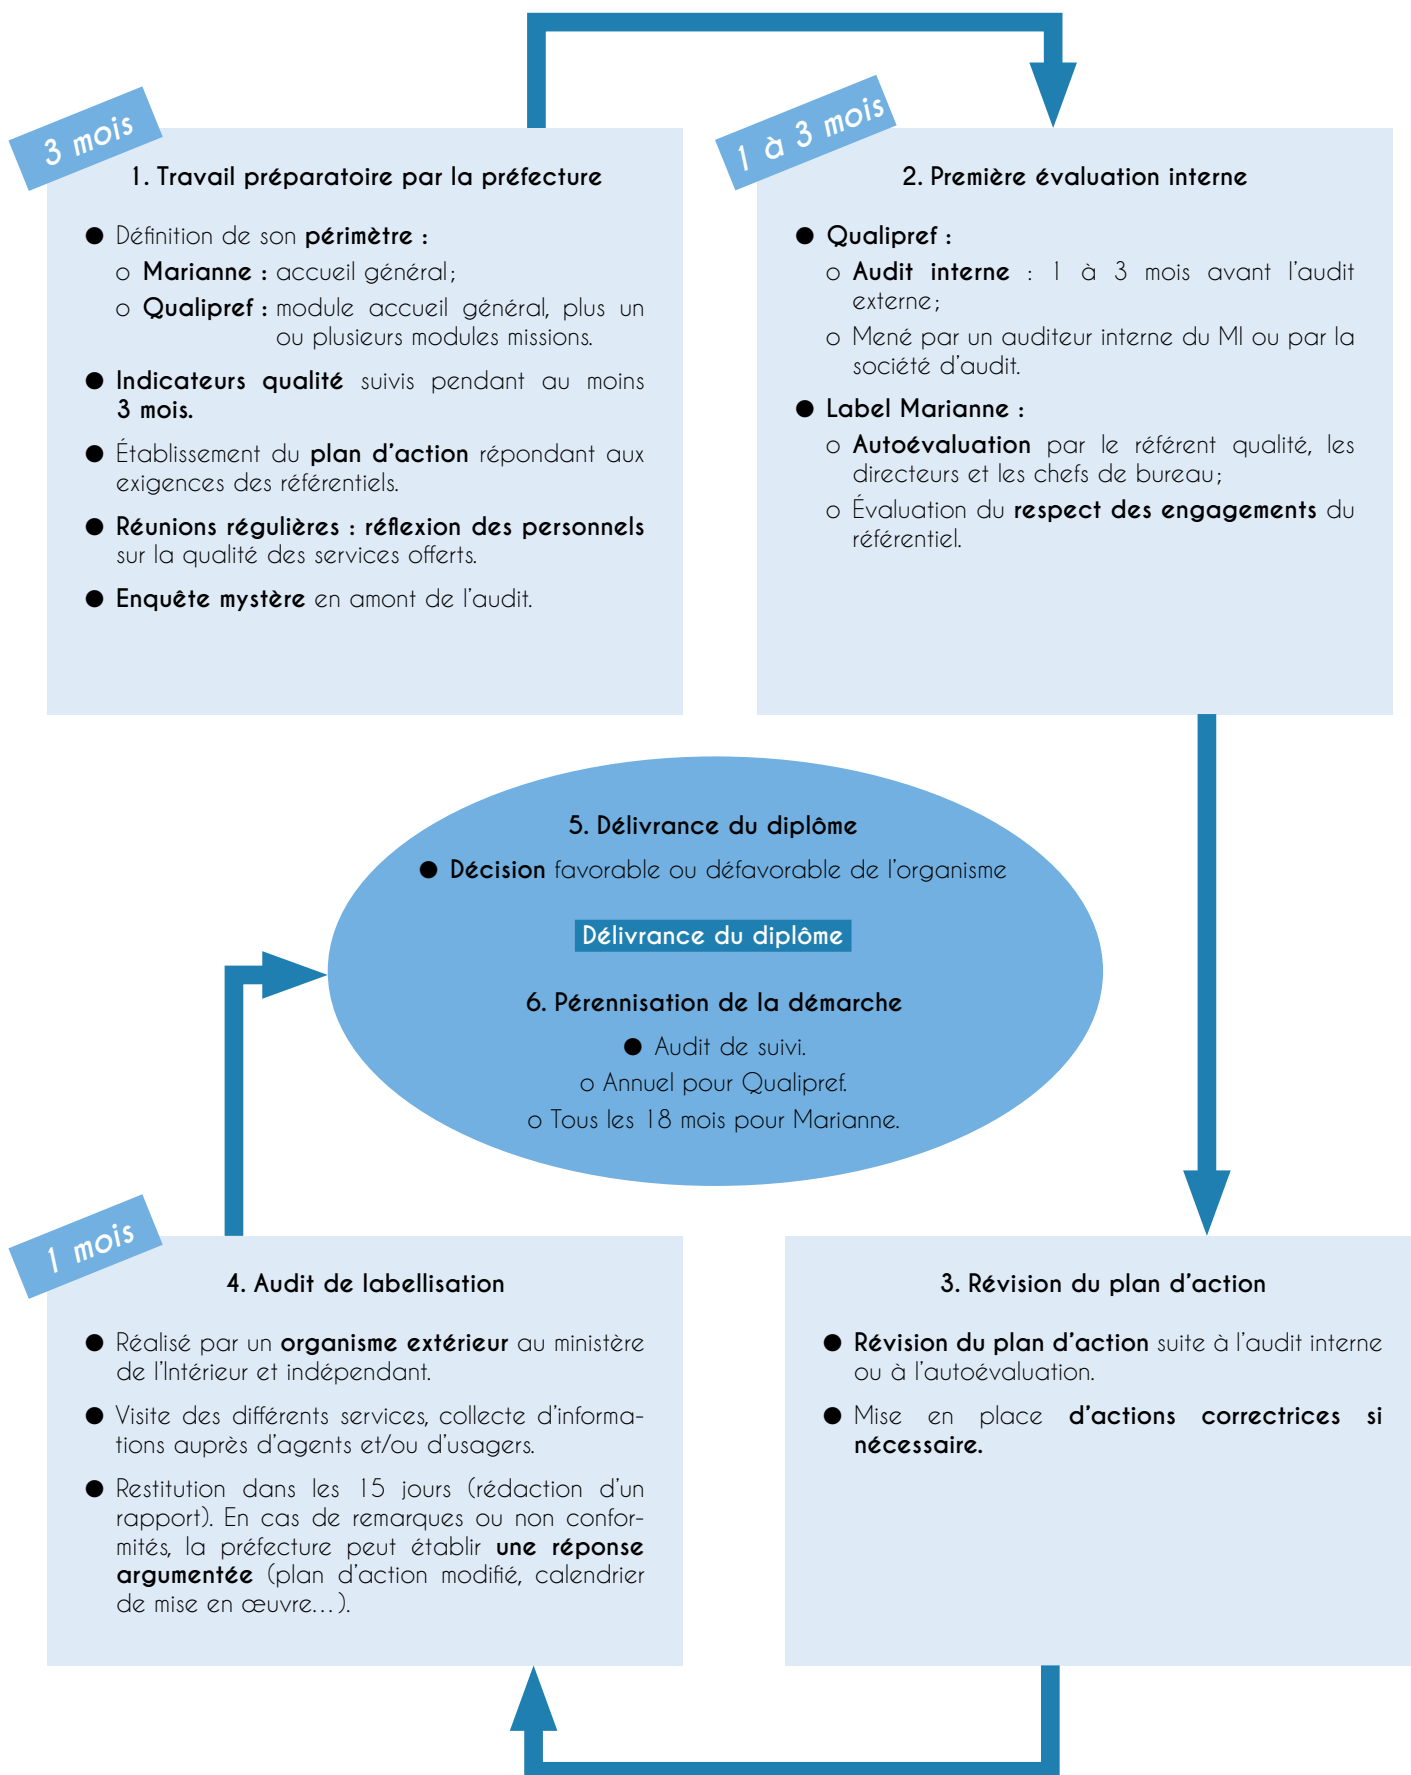 3 mois
1. Travail préparatoire par la préfecture
● Définition de son périmètre :
o Marianne : accueil général;
o Qualipref : module accueil général, plus un
ou plusieurs modules missions.
● Indicateurs qualité suivis pendant au moins
3 mois.
● Établissement du plan d'action répondant aux
exigences des référentiels.
● Réunions régulières : réflexion des personnels
sur la qualité des services offerts.
● Enquête mystère en amont de l'audit.
1 à 3 mois
2. Première évaluation interne
● Qualipref :
o Audit interne : 1 à 3 mois avant l'audit
externe;
o Mené par un auditeur interne du MI ou par la
société d'audit.
● Label Marianne :
o Autoévaluation par le référent qualité, les
directeurs et les chefs de bureau;
o Évaluation du respect des engagements du
référentiel.
5. Délivrance du diplôme
● Décision favorable ou défavorable de l'organisme
Délivrance du diplôme
6. Pérennisation de la démarche
● Audit de suivi.
o Annuel pour Qualipref.
o Tous les 18 mois pour Marianne.
1 mois
4. Audit de labellisation
● Réalisé par un organisme extérieur au ministère
de l'Intérieur et indépendant.
● Visite des différents services, collecte d'informa-
tions auprès d'agents et/ou d'usagers.
● Restitution dans les 15 jours (rédaction d'un
rapport). En cas de remarques ou non confor-
mités, la préfecture peut établir une réponse
argumentée (plan d'action modifié, calendrier
de mise en œuvre…).
3. Révision du plan d'action
● Révision du plan d'action suite à l'audit interne
ou à l'autoévaluation.
● Mise en place d'actions correctrices si
nécessaire.